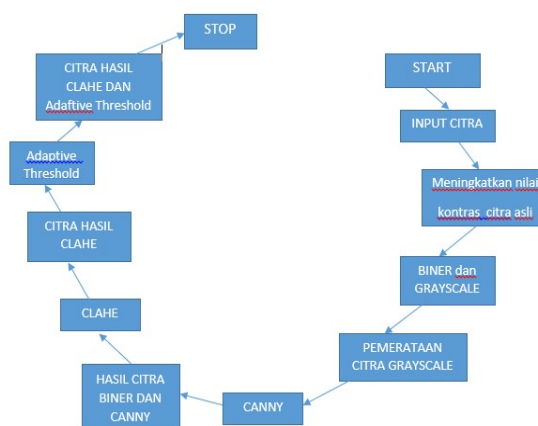 START
INPUT CITRA
Meningkatkan nilai
kontras citra asli
BINER dan
GRAYSCALE
PEMERATAAN
CITRA GRAYSCALE
CANNY
HASIL CITRA
BINER DAN
CANNY
CLAHE
CITRA HASIL
CLAHE
Adaptive
Threshold
CITRA HASIL
CLAHE DAN
Adaftive Threshold
STOP